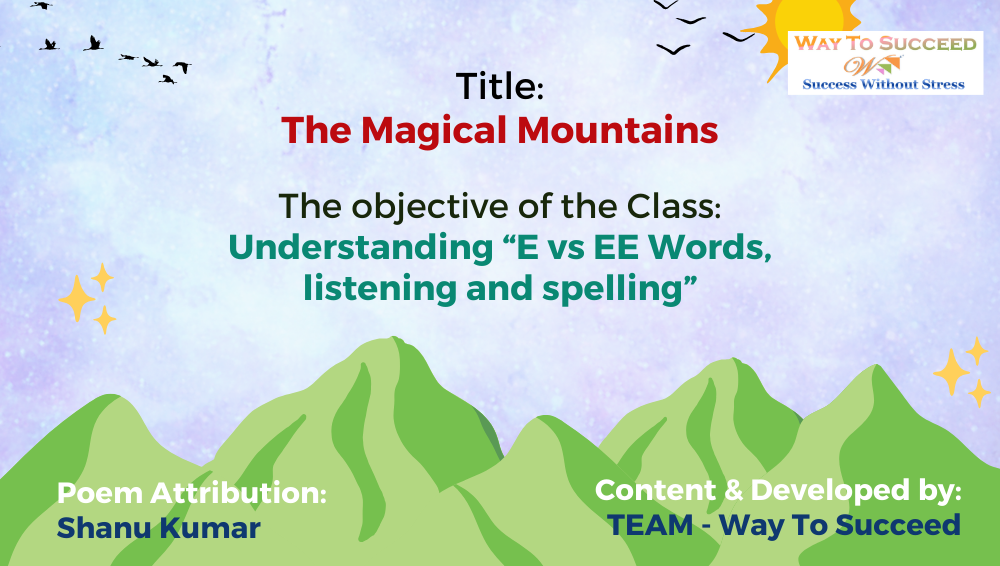 WAY TO SUCCEED
W
Success Without Stress
Title:
The Magical Mountains
The objective of the Class:
Understanding “E vs EE Words,
listening and spelling”
Poem Attribution:
Shanu Kumar
Content & Developed by:
TEAM - Way To Succeed